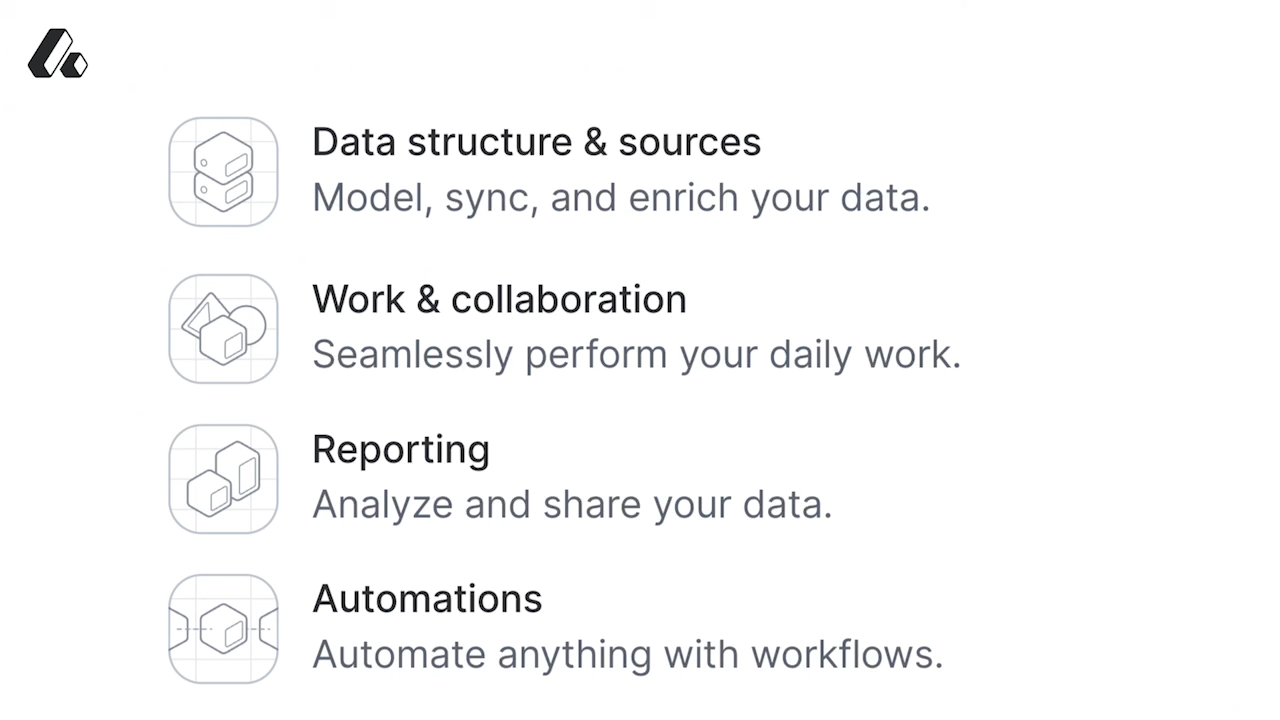 Data structure & sources
Model, sync, and enrich your data.
Work & collaboration
Seamlessly perform your daily work.
Reporting
Analyze and share your data.
Automations
Automate anything with workflows.